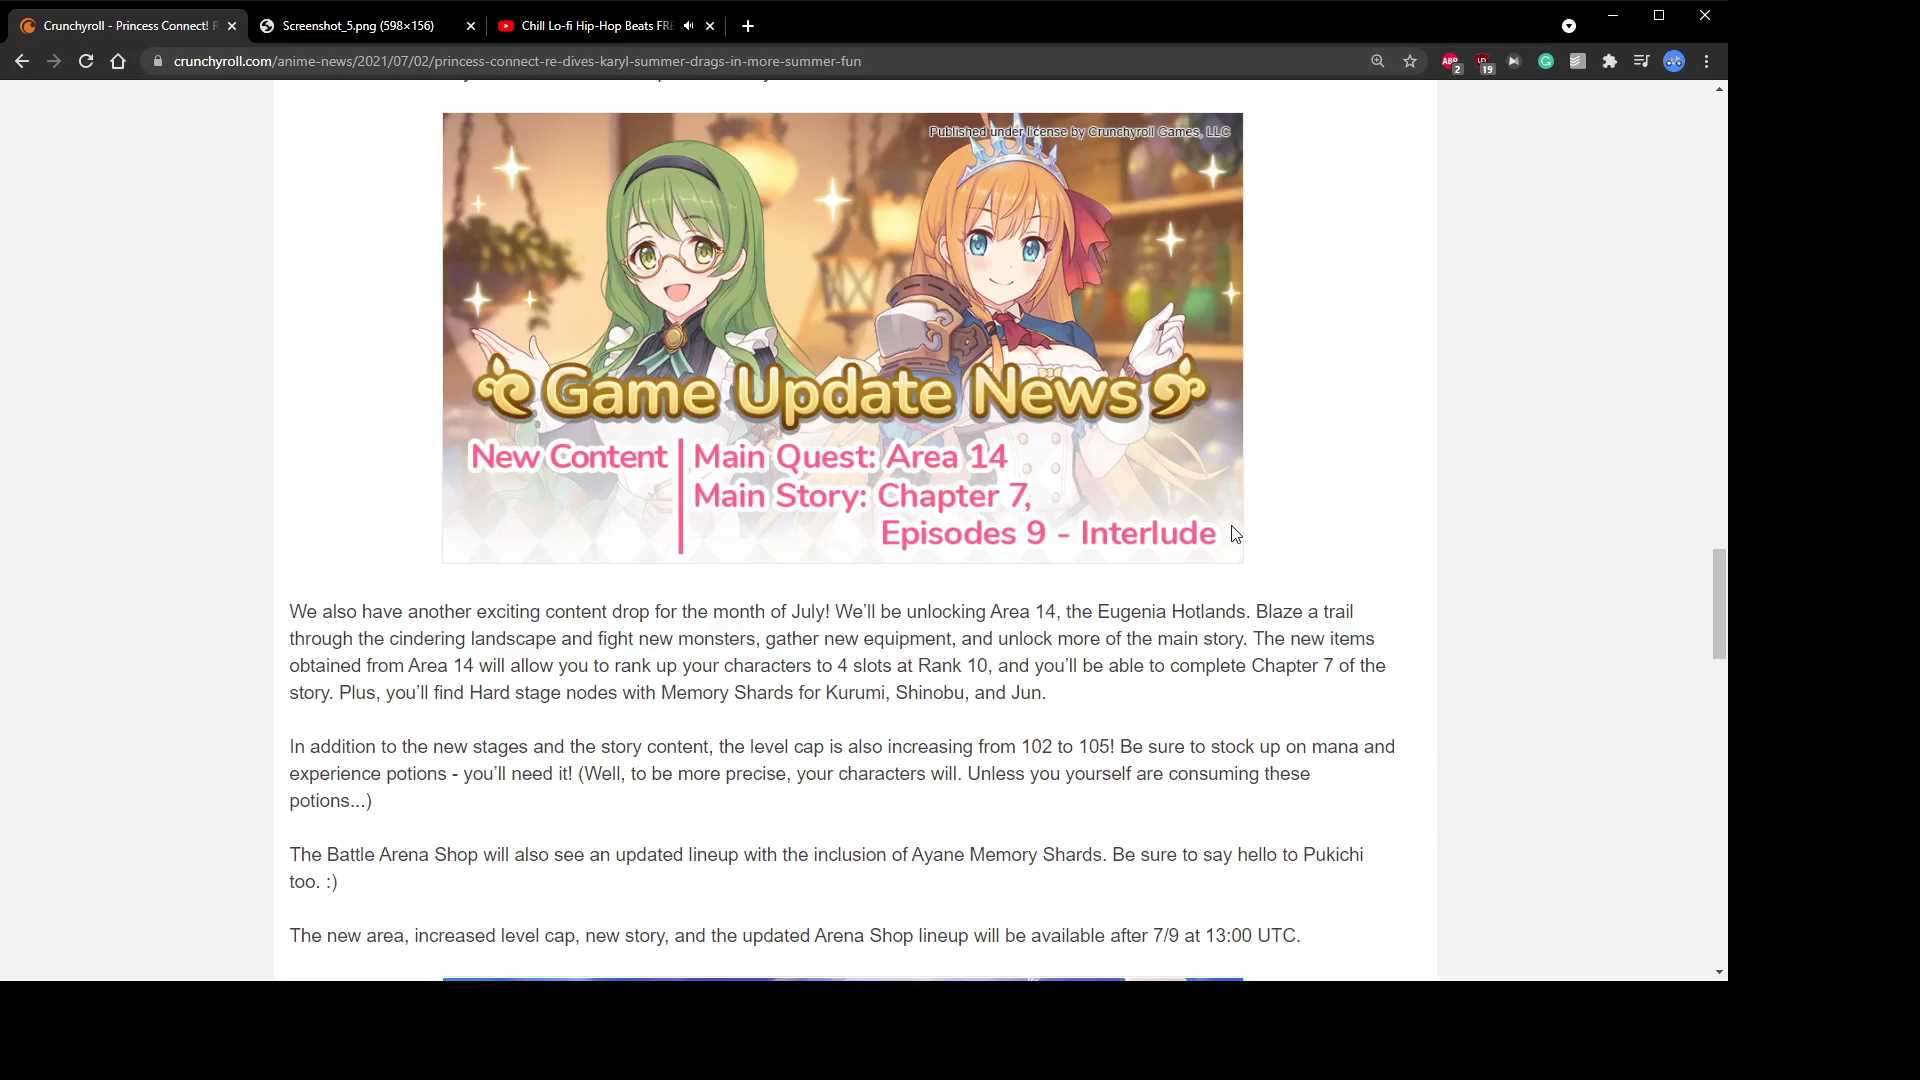 Crunchyroll - Princess Connect! R
Screenshot_5.png (598×156)
Chill Lo-fi Hip-Hop Beats FRE
crunchyroll.com/anime-news/2021/07/02/princess-connect-re-dives-karyl-summer-drags-in-more-summer-fun
ABP
2
19
Published under license by Crunchyroll Games, LLC
Game Update News
New Content
Main Quest: Area 14
Main Story: Chapter 7,
Episodes 9 - Interlude
We also have another exciting content drop for the month of July! We’ll be unlocking Area 14, the Eugenia Hotlands. Blaze a trail
through the cindering landscape and fight new monsters, gather new equipment, and unlock more of the main story. The new items
obtained from Area 14 will allow you to rank up your characters to 4 slots at Rank 10, and you’ll be able to complete Chapter 7 of the
story. Plus, you’ll find Hard stage nodes with Memory Shards for Kurumi, Shinobu, and Jun.
In addition to the new stages and the story content, the level cap is also increasing from 102 to 105! Be sure to stock up on mana and
experience potions - you’ll need it! (Well, to be more precise, your characters will. Unless you yourself are consuming these
potions...)
The Battle Arena Shop will also see an updated lineup with the inclusion of Ayane Memory Shards. Be sure to say hello to Pukichi
too. :)
The new area, increased level cap, new story, and the updated Arena Shop lineup will be available after 7/9 at 13:00 UTC.